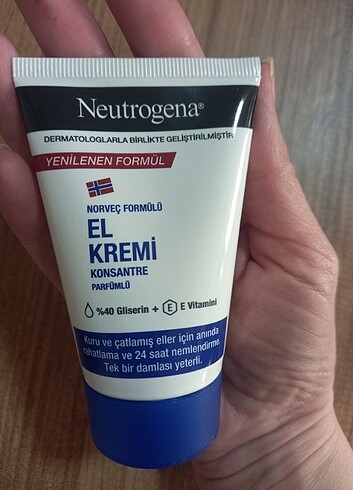 Neutrogena®
DERMATOLOGLARLA BİRLİKTE GELİŞTİRİLMİŞTİR
YENİLENEN FORMÜL
NORVEÇ FORMÜLÜ
EL
KREMİ
KONSANTRE
PARFÜMLÜ
%40 Gliserin + E E Vitamini
Kuru ve çatlamış eller için anında
rahatlama ve 24 saat nemlendirme.
Tek bir damlası yeterli.